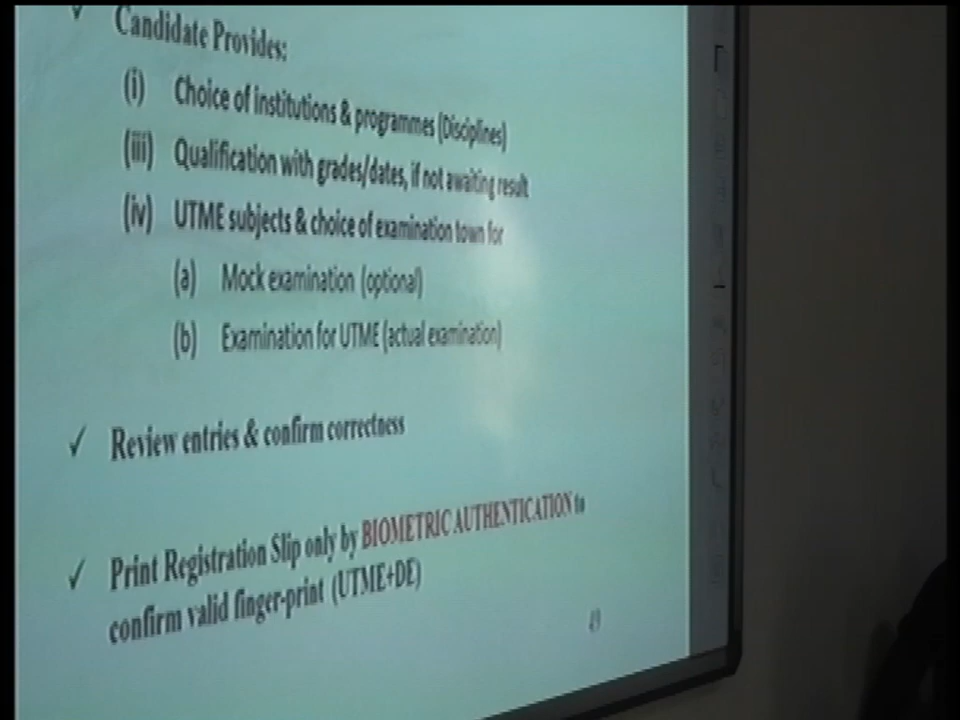 ✓ Candidate Provides:
(i) Choice of institutions & programmes (Disciplines)
(iii) Qualification with grades/dates, if not awaiting result
(iv) UTME subjects & choice of examination town for
(a) Mock examination (optional)
(b) Examination for UTME (actual examination)
✓ Review entries & confirm correctness
✓ Print Registration Slip only by BIOMETRIC AUTHENTICATION to
confirm valid finger-print (UTME+DE)